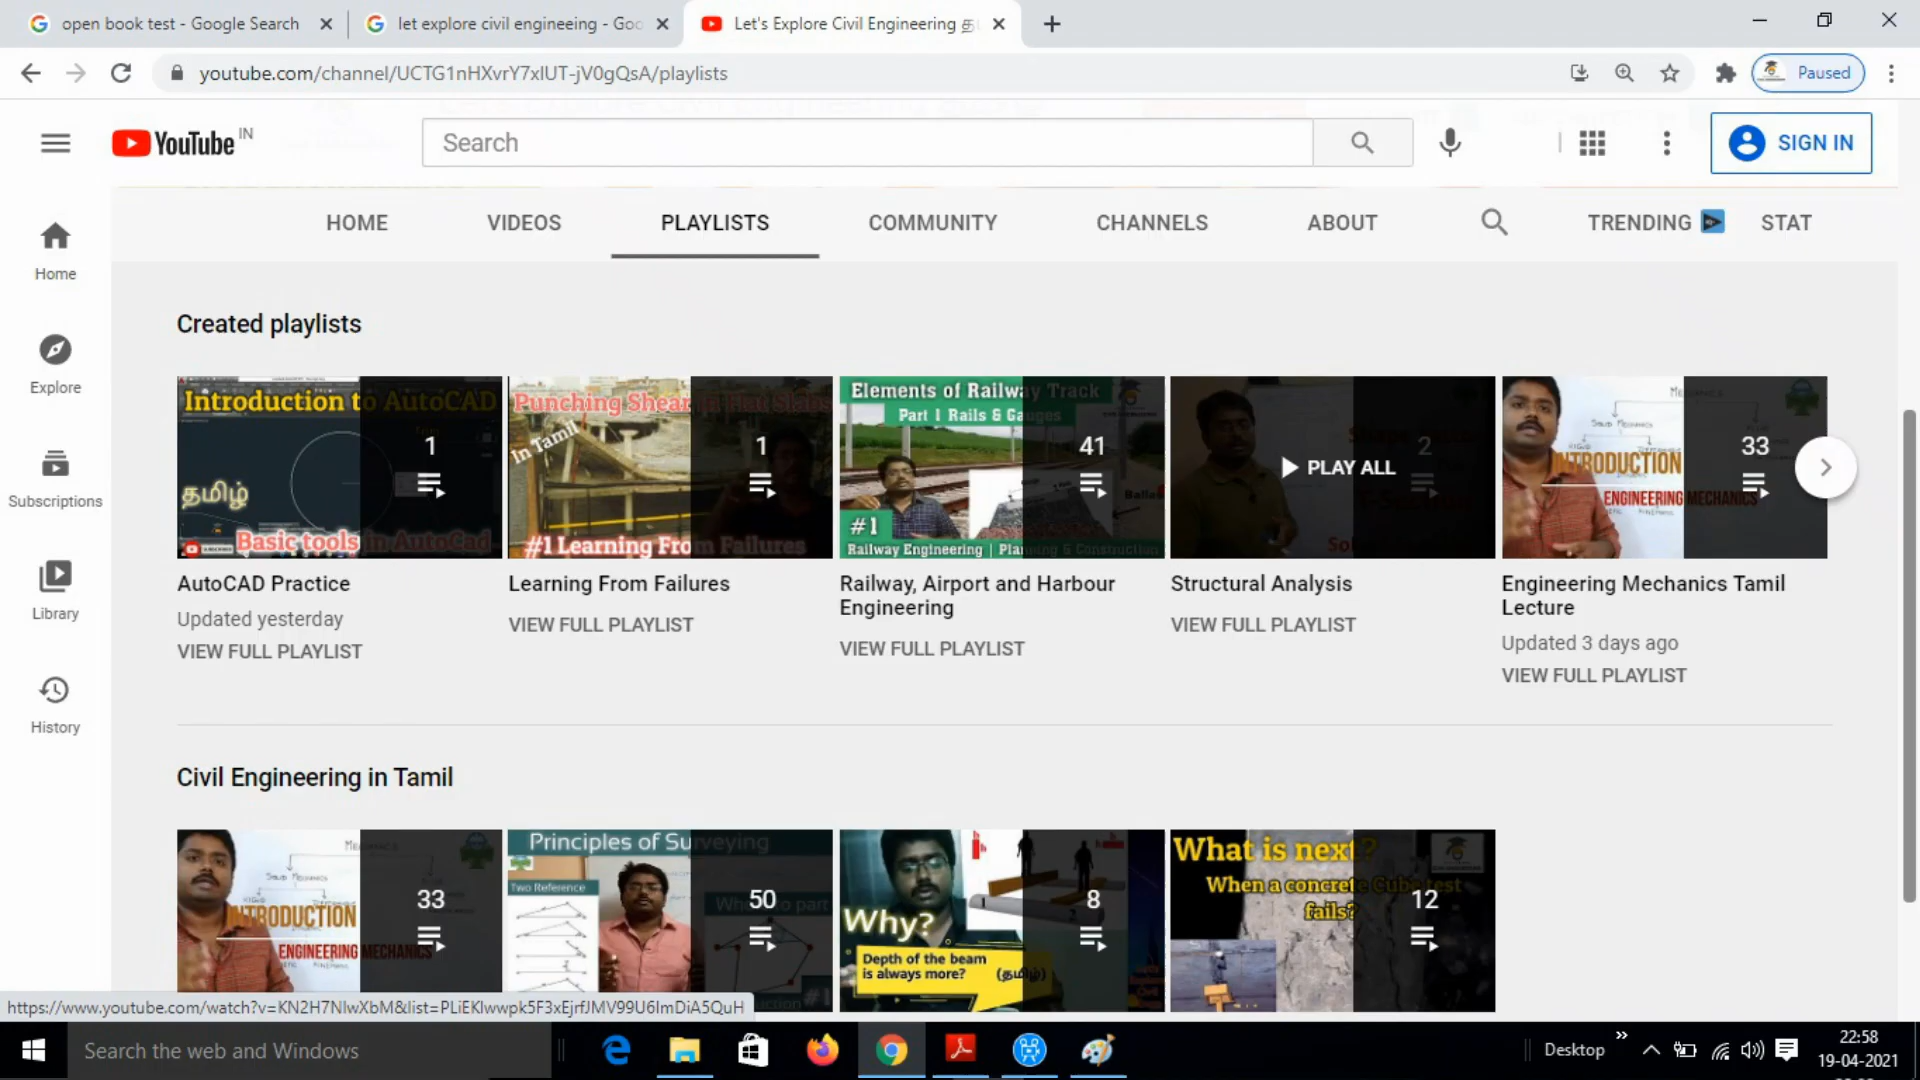 open book test - Google Search
let explore civil engineeing - Goo
Let's Explore Civil Engineering த
youtube.com/channel/UCTG1nHXvrY7xIUT-jV0gQsA/playlists
Paused
YouTube IN
Search
SIGN IN
HOME
VIDEOS
PLAYLISTS
COMMUNITY
CHANNELS
ABOUT
TRENDING
STAT
Home
Explore
Subscriptions
Library
History
Created playlists
Introduction to AutoCAD
தமிழ்
Basic tools in AutoCad
1
Punching Shear in Flat Slabs
In Tamil
#1 Learning From Failures
1
Elements of Railway Track
Part 1 Rails & Gauges
#1
Railway Engineering | Planning & Construction
41
PLAY ALL
2
INTRODUCTION
ENGINEERING MECHANICS
33
AutoCAD Practice
Updated yesterday
VIEW FULL PLAYLIST
Learning From Failures
VIEW FULL PLAYLIST
Railway, Airport and Harbour
Engineering
VIEW FULL PLAYLIST
Structural Analysis
VIEW FULL PLAYLIST
Engineering Mechanics Tamil
Lecture
Updated 3 days ago
VIEW FULL PLAYLIST
Civil Engineering in Tamil
INTRODUCTION
ENGINEERING MECHANICS
33
Principles of Surveying
Two Reference
50
Why?
Depth of the beam
is always more? (தமிழ்)
8
What is next?
When a concrete Cube test
fails?
12
https://www.youtube.com/watch?v=KN2H7NIwXbM&list=PLiEKIwwpk5F3xEjrfJMV99U6ImDiA5QuH
Search the web and Windows
Desktop
22:58
19-04-2021